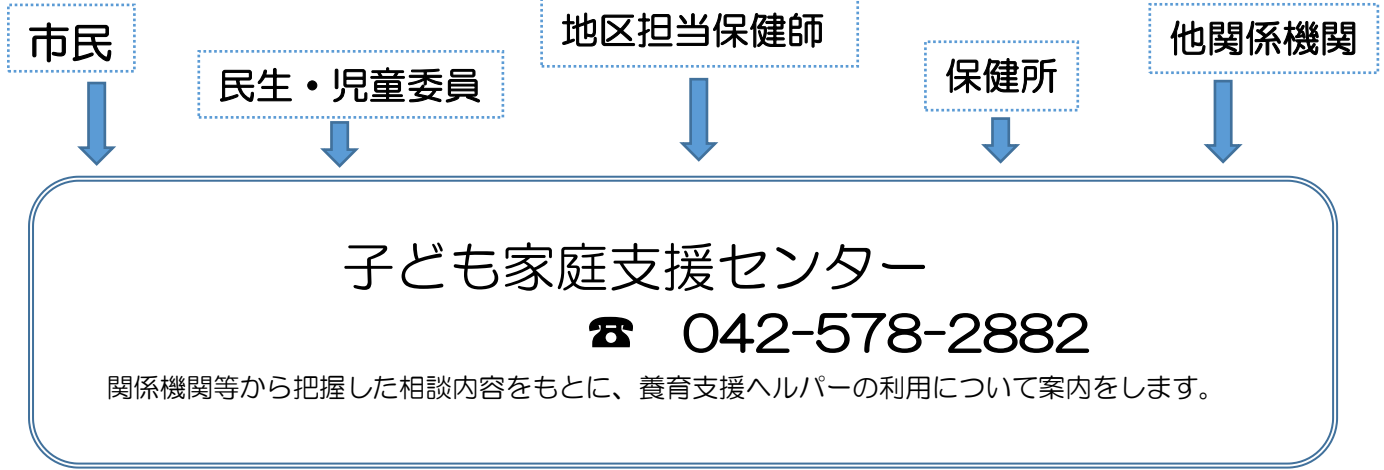 市民
民生・児童委員
地区担当保健師
保健所
他関係機関
子ども家庭支援センター
☎ 042-578-2882
関係機関等から把握した相談内容をもとに、養育支援ヘルパーの利用について案内をします。